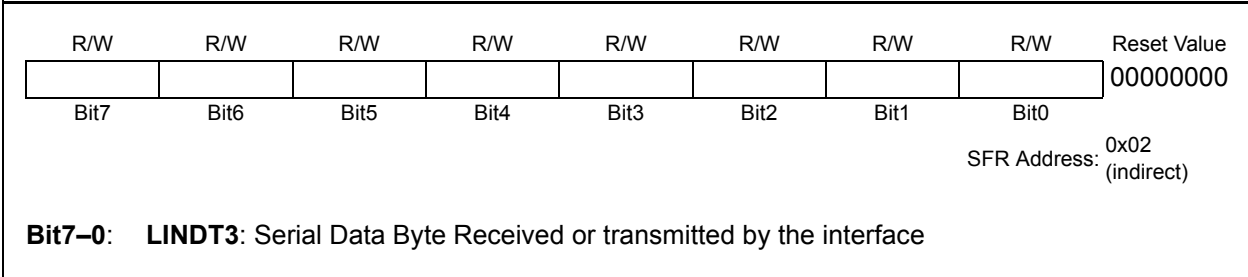 R/W R/W R/W R/W R/W R/W R/W R/W Reset Value
00000000
Bit7 Bit6 Bit5 Bit4 Bit3 Bit2 Bit1 Bit0
SFR Address: 0x02
(indirect)
Bit7–0: LINDT3: Serial Data Byte Received or transmitted by the interface